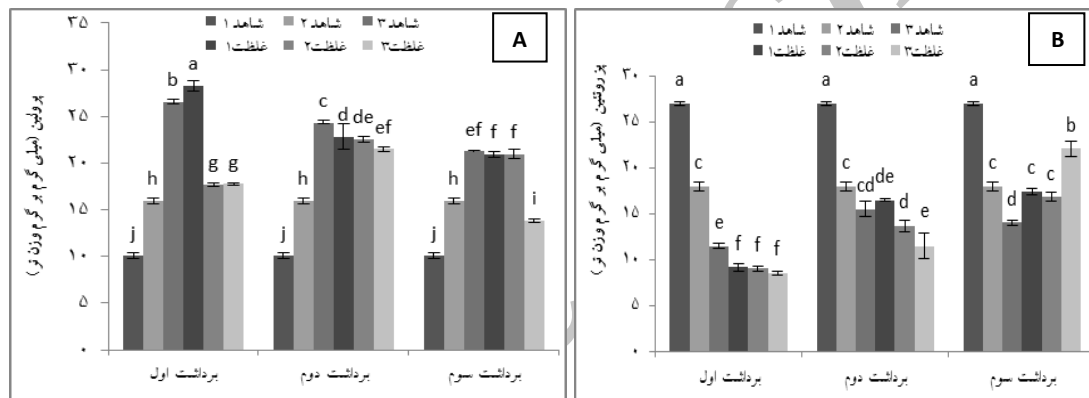 A
شاهد ۱ شاهد ۲ شاهد ۳
غلظت۱ غلظت۲ غلظت۳
پرولین (میلی گرم بر گرم وزن تر)
۳۵
۳۰
۲۵
۲۰
۱۵
۱۰
۵
۰
j h b a g g
j h c d de ef
j h ef f f i
برداشت اول برداشت دوم برداشت سوم
B
شاهد ۱ شاهد ۲ شاهد ۳
غلظت۱ غلظت۲ غلظت۳
(میلی گرم بر گرم وزن تر)
۳۰
۲۵
۲۰
۱۵
۱۰
۵
۰
a c e f f f
a c cd de d e
a c d c c b
برداشت اول برداشت دوم برداشت سوم